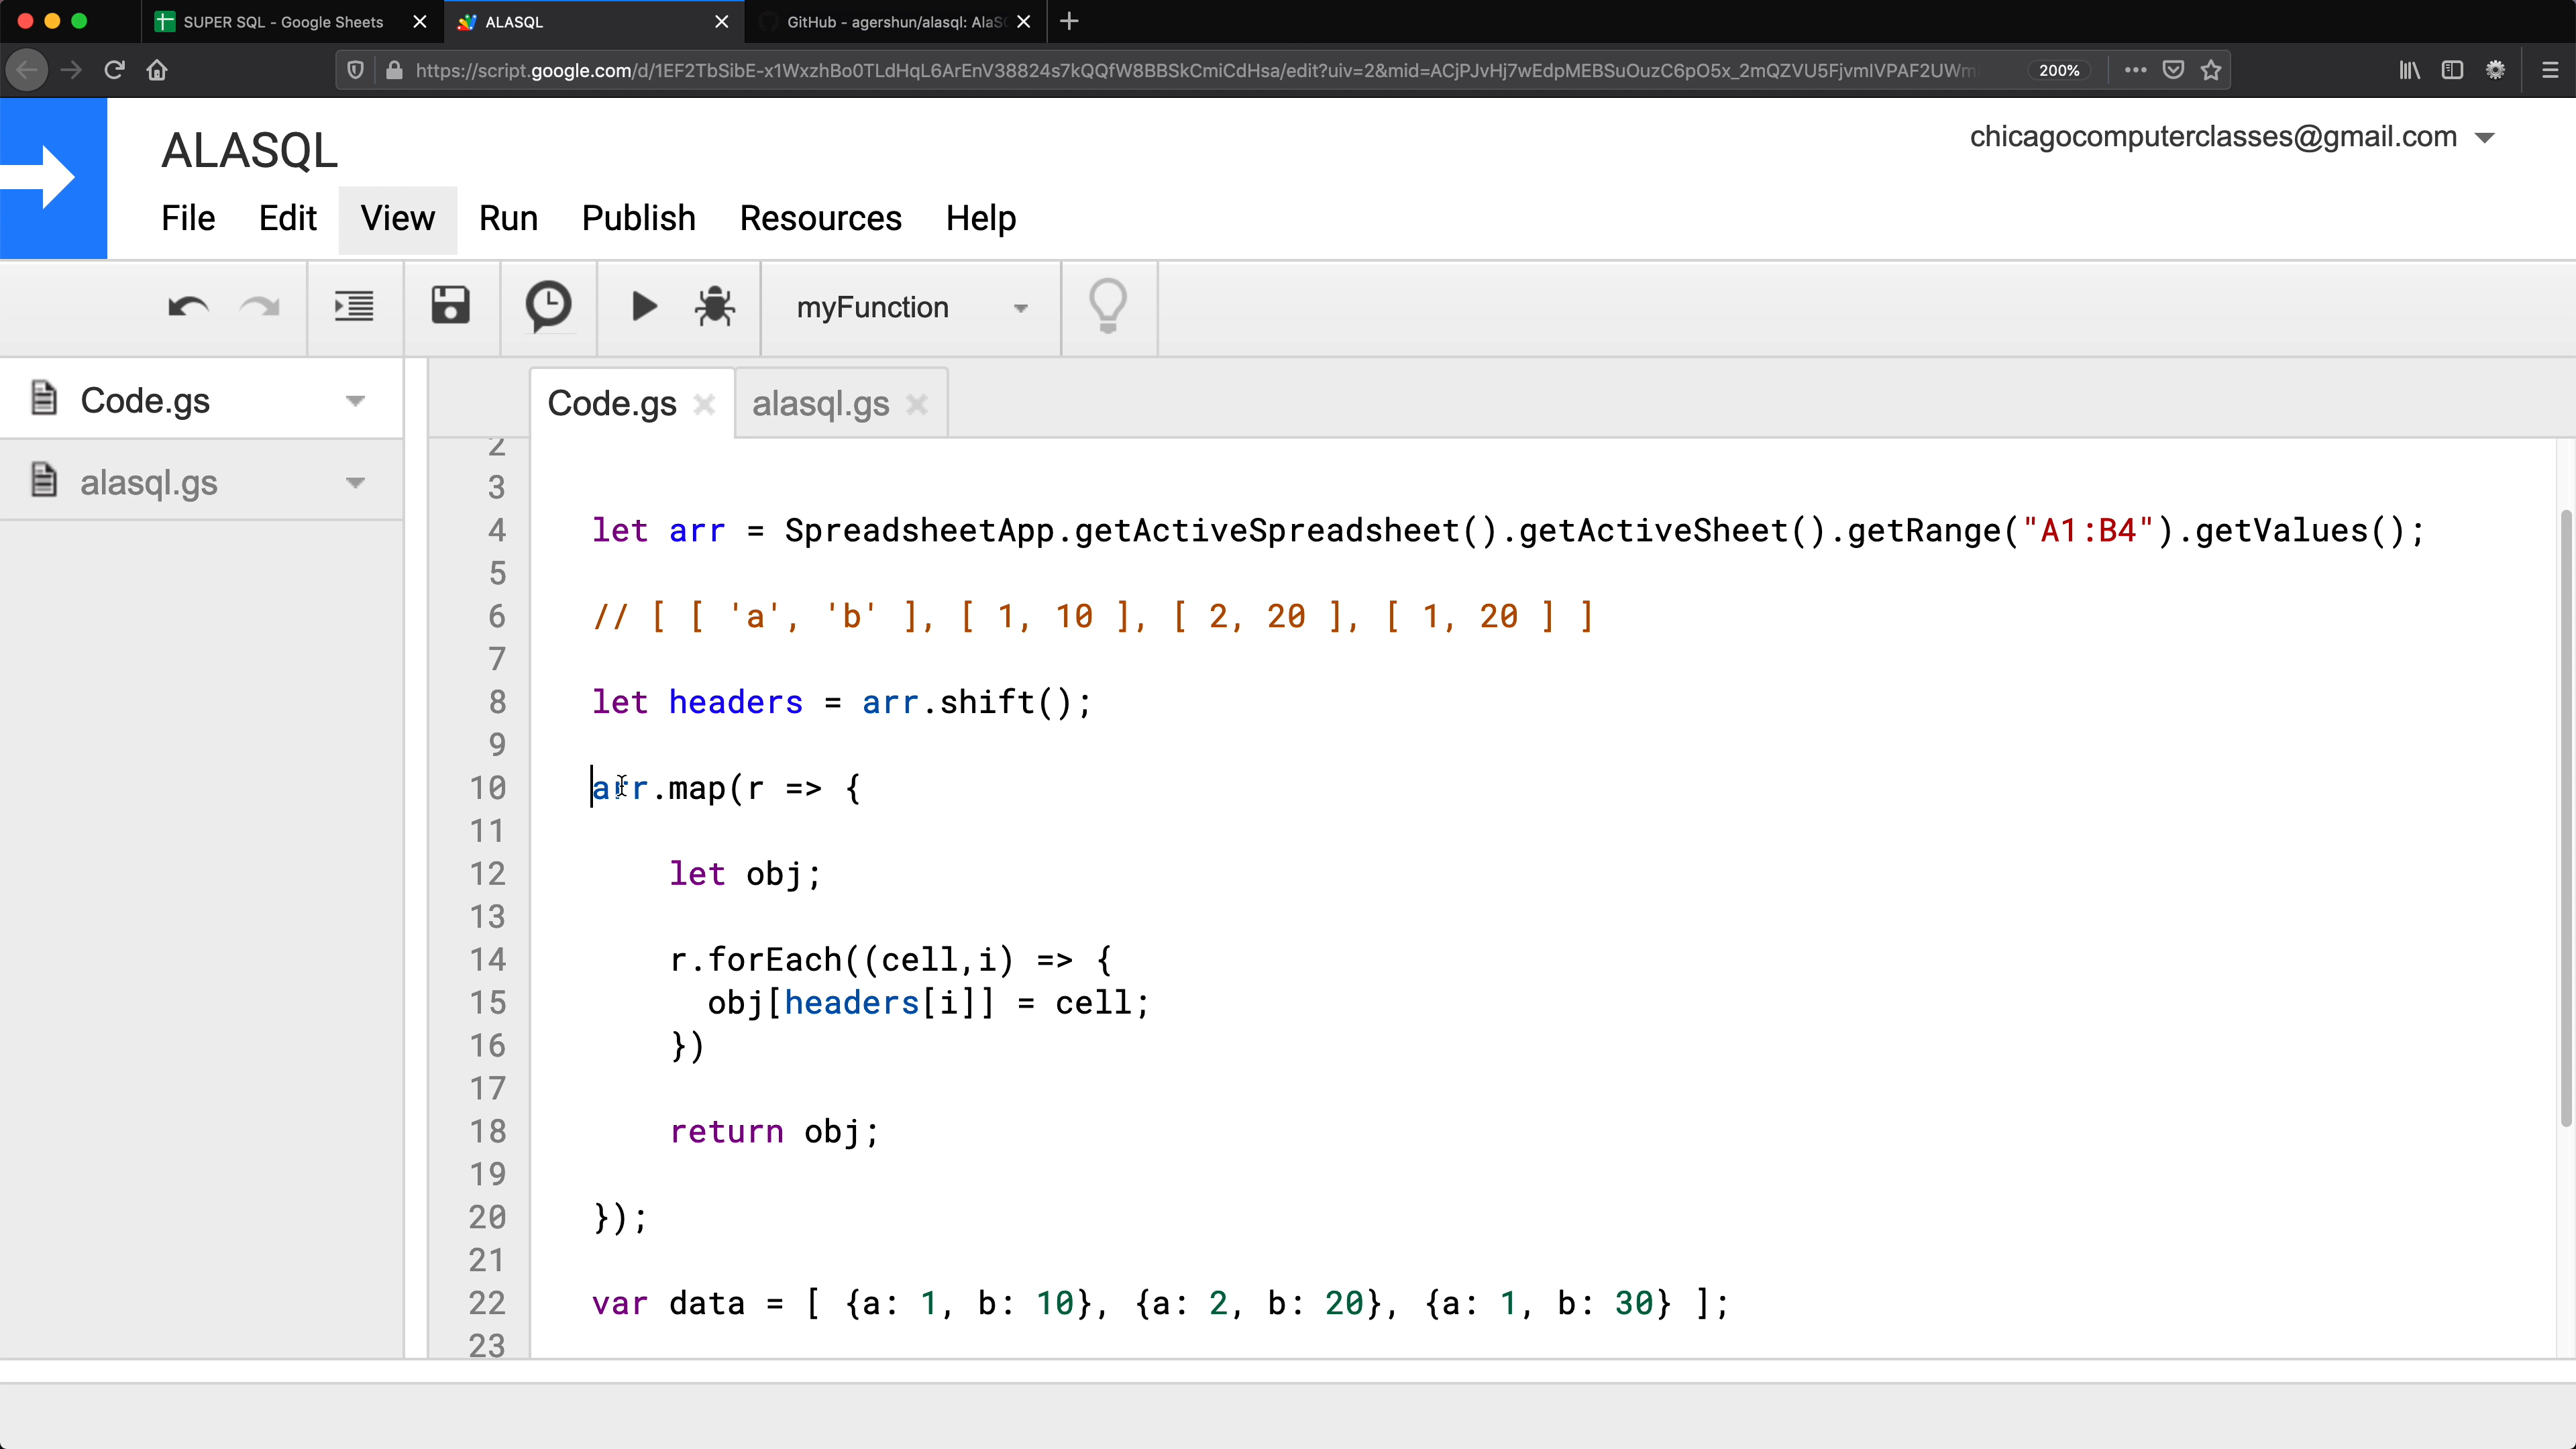 SUPER SQL - Google Sheets
ALASQL
GitHub - agershun/alasql: AlaS
https://script.google.com/d/1EF2TbSibE-x1WxzhBo0TLdHqL6ArEnV38824s7kQQfW8BBSkCmiCdHsa/edit?uiv=2&mid=ACjPJvHj7wEdpMEBSuOuzC6pO5x_2mQZVU5FjvmlVPAF2UWm
200%
ALASQL
chicagocomputerclasses@gmail.com
File Edit View Run Publish Resources Help
myFunction
Code.gs
alasql.gs
Code.gs
alasql.gs
2
3
4 let arr = SpreadsheetApp.getActiveSpreadsheet().getActiveSheet().getRange("A1:B4").getValues();
5
6 // [ [ 'a', 'b' ], [ 1, 10 ], [ 2, 20 ], [ 1, 20 ] ]
7
8 let headers = arr.shift();
9
10 arr.map(r => {
11
12 let obj;
13
14 r.forEach((cell,i) => {
15 obj[headers[i]] = cell;
16 })
17
18 return obj;
19
20 });
21
22 var data = [ {a: 1, b: 10}, {a: 2, b: 20}, {a: 1, b: 30} ];
23